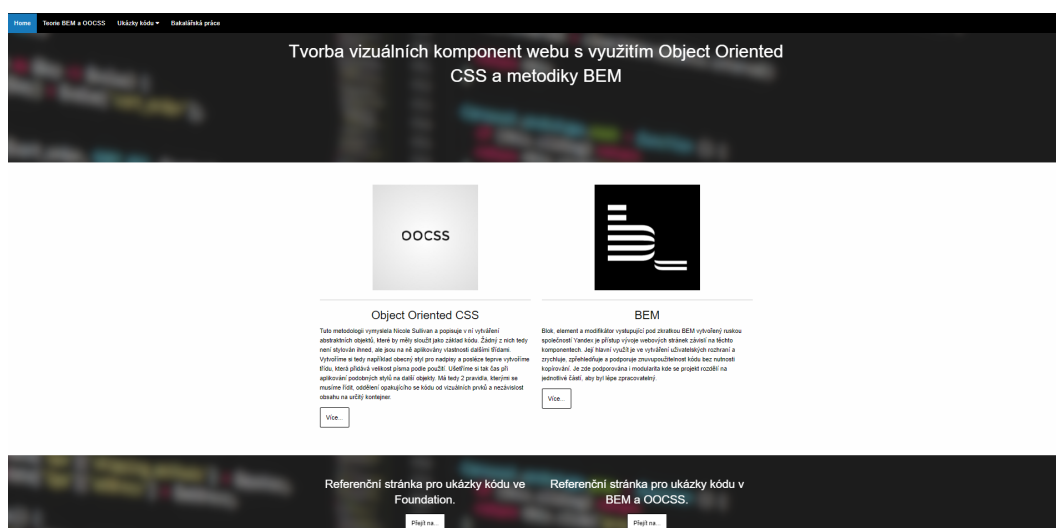 Home Teorie BEM a OOCSS Ukázky kódu Bakalářská práce
Tvorba vizuálních komponent webu s využitím Object Oriented
CSS a metodiky BEM
OOCSS
Object Oriented CSS
Tuto metodologii vymyslela Nicole Sullivan a popisuje v ní vytváření
abstraktních objektů, které by měly sloužit jako základ kódu. Žádný z nich tedy
není stylován ihned, ale jsou na ně aplikovány vlastnosti dalšími třídami.
Vytvoříme si tedy například obecný styl pro nadpisy a posléze teprve vytvoříme
třídu, která přidává velikost písma podle použití. Ušetříme si tak čas při
aplikování podobných stylů na další objekty. Má tedy 2 pravidla, kterými se
musíme řídit, oddělení opakujícího se kódu od vizuálních prvků a nezávislost
obsahu na určitý kontejner.
Více...
BEM
Blok, element a modifikátor vystupující pod zkratkou BEM vytvořený ruskou
společností Yandex je přístup vývoje webových stránek závislí na těchto
komponentech. Její hlavní využít je ve vytváření uživatelských rozhraní a
zrychluje, zpřehledňuje a podporuje znuvupoužitelnost kódu bez nutnosti
kopírování. Je zde podporována i modularita kde se projekt rozdělí na
jednotlivé částí, aby byl lépe zpracovatelný.
Více...
Referenční stránka pro ukázky kódu ve
Foundation.
Přejít na...
Referenční stránka pro ukázky kódu v
BEM a OOCSS.
Přejít na...